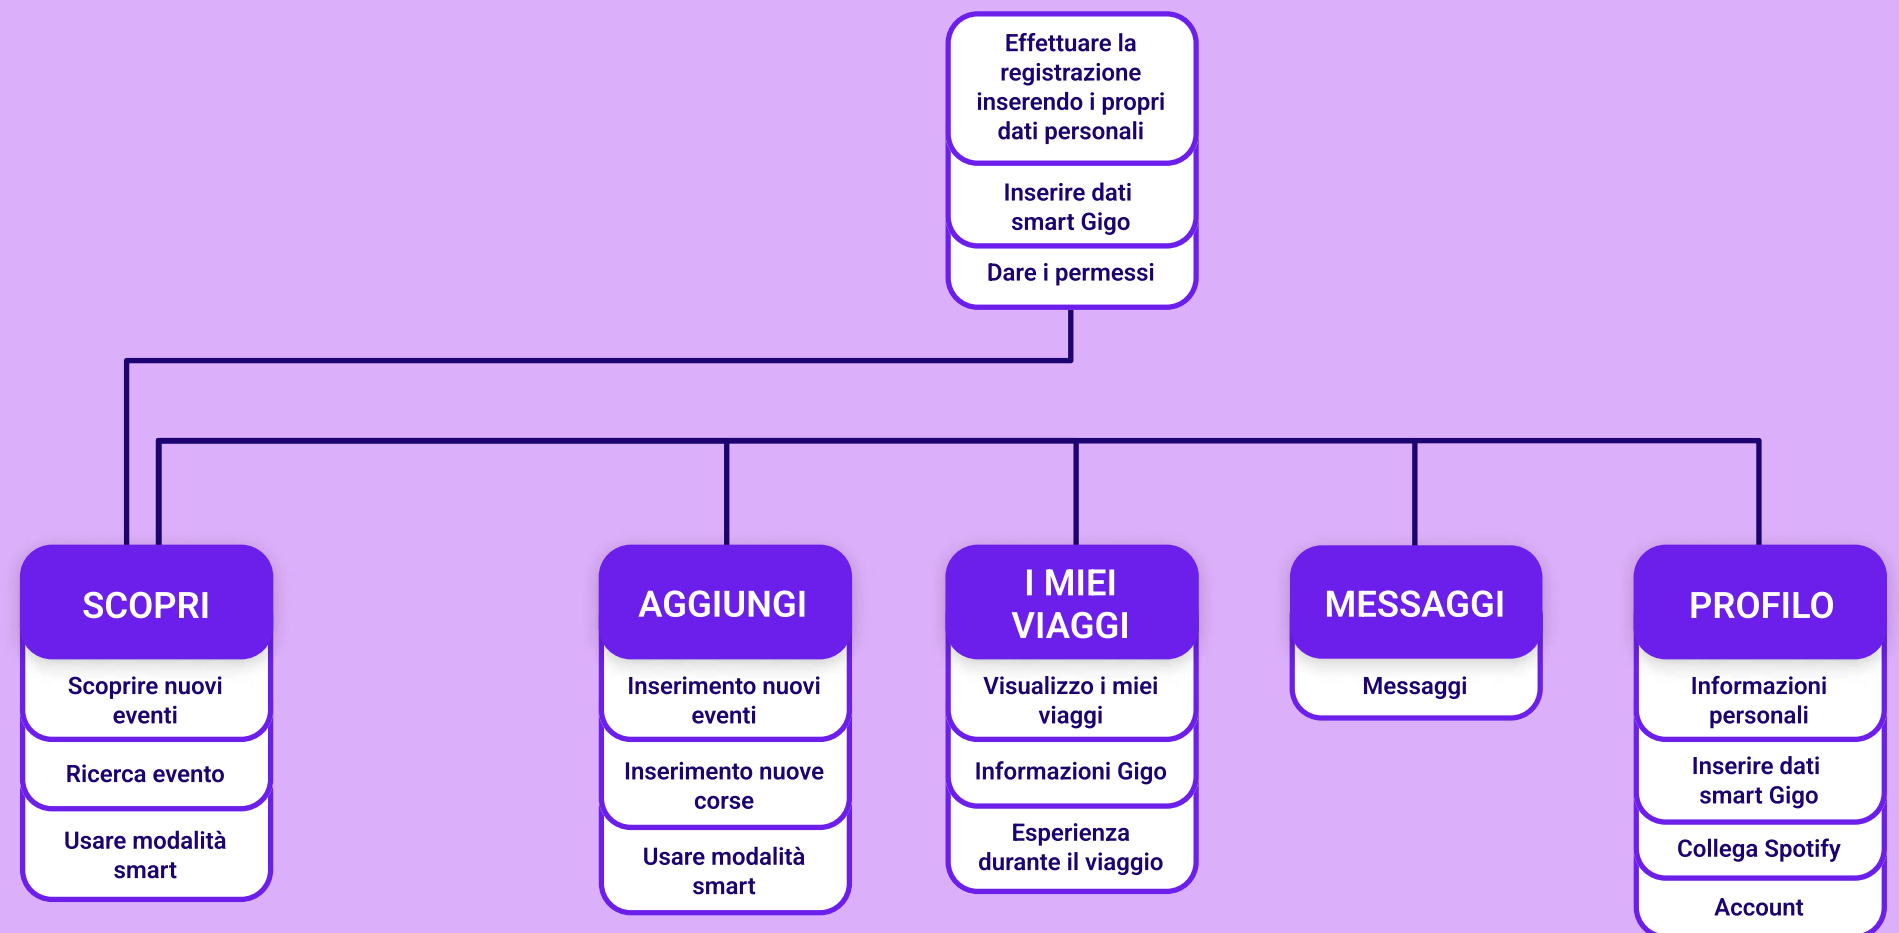 Effettuare la
registrazione
inserendo i propri
dati personali
Inserire dati
smart Gigo
Dare i permessi
SCOPRI
Scoprire nuovi
eventi
Ricerca evento
Usare modalità
smart
AGGIUNGI
Inserimento nuovi
eventi
Inserimento nuove
corse
Usare modalità
smart
I MIEI
VIAGGI
Visualizzo i miei
viaggi
Informazioni Gigo
Esperienza
durante il viaggio
MESSAGGI
Messaggi
PROFILO
Informazioni
personali
Inserire dati
smart Gigo
Collega Spotify
Account